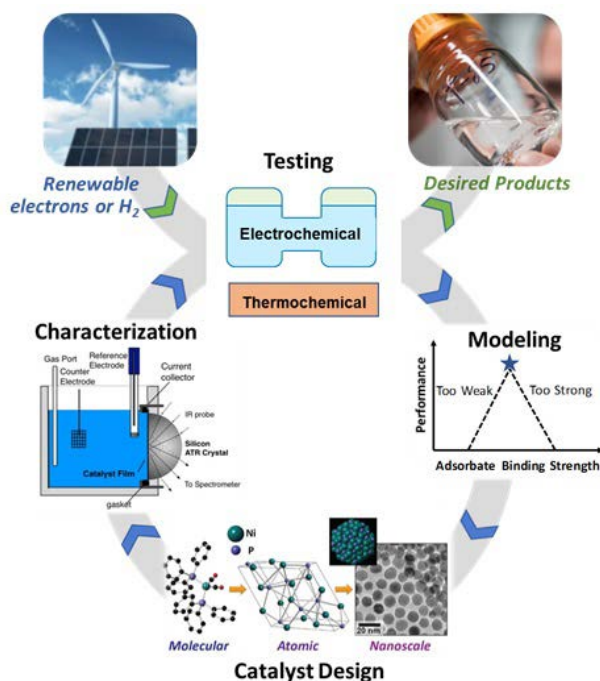 Testing
Renewable
electrons or H₂
Desired Products
Electrochemical
Thermochemical
Characterization
Gas Port
Counter
Electrode
Reference
Electrode
Current
collector
IR probe
Silicon
ATR Crystal
Catalyst Film
To Spectrometer
gasket
Modeling
Performance
Too Weak
Too Strong
Adsorbate Binding Strength
Ni
P
20 nm
Molecular
Atomic
Nanoscale
Catalyst Design